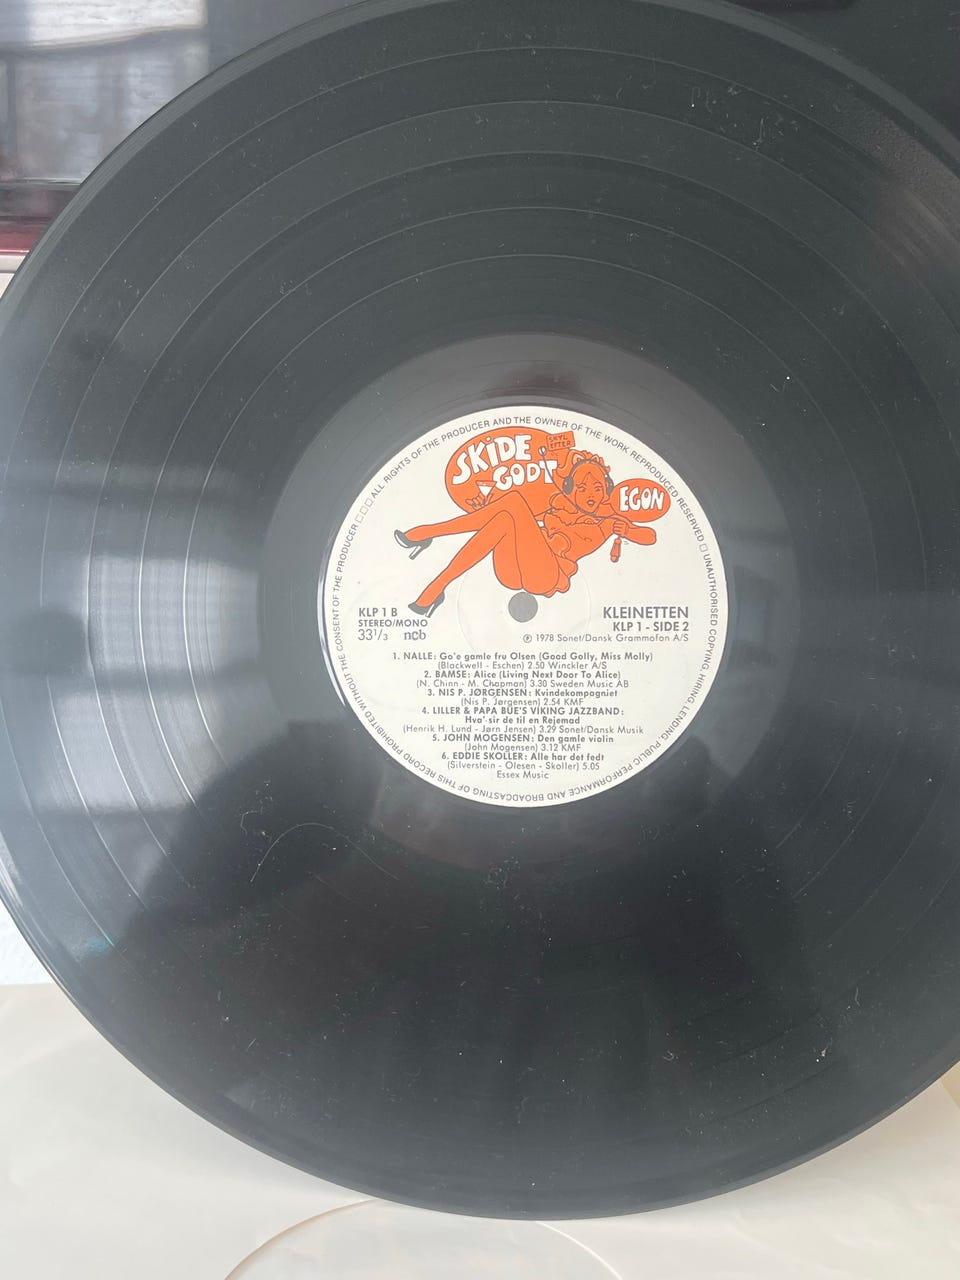 □□□ ALL RIGHTS OF THE PRODUCER AND THE OWNER OF THE WORK REPRODUCED RESERVED □ UNAUTHORISED COPYING, HIRING, LENDING, PUBLIC PERFORMANCE AND BROADCASTING OF THIS RECORD PROHIBITED WITHOUT THE CONSENT OF THE PRODUCER
SKIDE
GODT
SKYL
EFTER
EGON
KLP 1 B
STEREO/MONO
33 1/3 ncb
KLEINETTEN
KLP 1 - SIDE 2
℗ 1978 Sonet/Dansk Grammofon A/S
1. NALLE: Go'e gamle fru Olsen (Good Golly, Miss Molly)
(Blackwell - Eschen) 2.50 Winckler A/S
2. BAMSE: Alice (Living Next Door To Alice)
(N. Chinn - M. Chapman) 3.30 Sweden Music AB
3. NIS P. JØRGENSEN: Kvindekompagniet
(Nis P. Jørgensen) 2.54 KMF
4. LILLER & PAPA BUE'S VIKING JAZZBAND:
Hva' sir de til en Rejemad
(Henrik H. Lund - Jørn Jensen) 3.29 Sonet/Dansk Musik
5. JOHN MOGENSEN: Den gamle violin
(John Mogensen) 3.12 KMF
6. EDDIE SKOLLER: Alle har det fedt
(Silverstein - Olesen - Skoller) 5.05
Essex Music